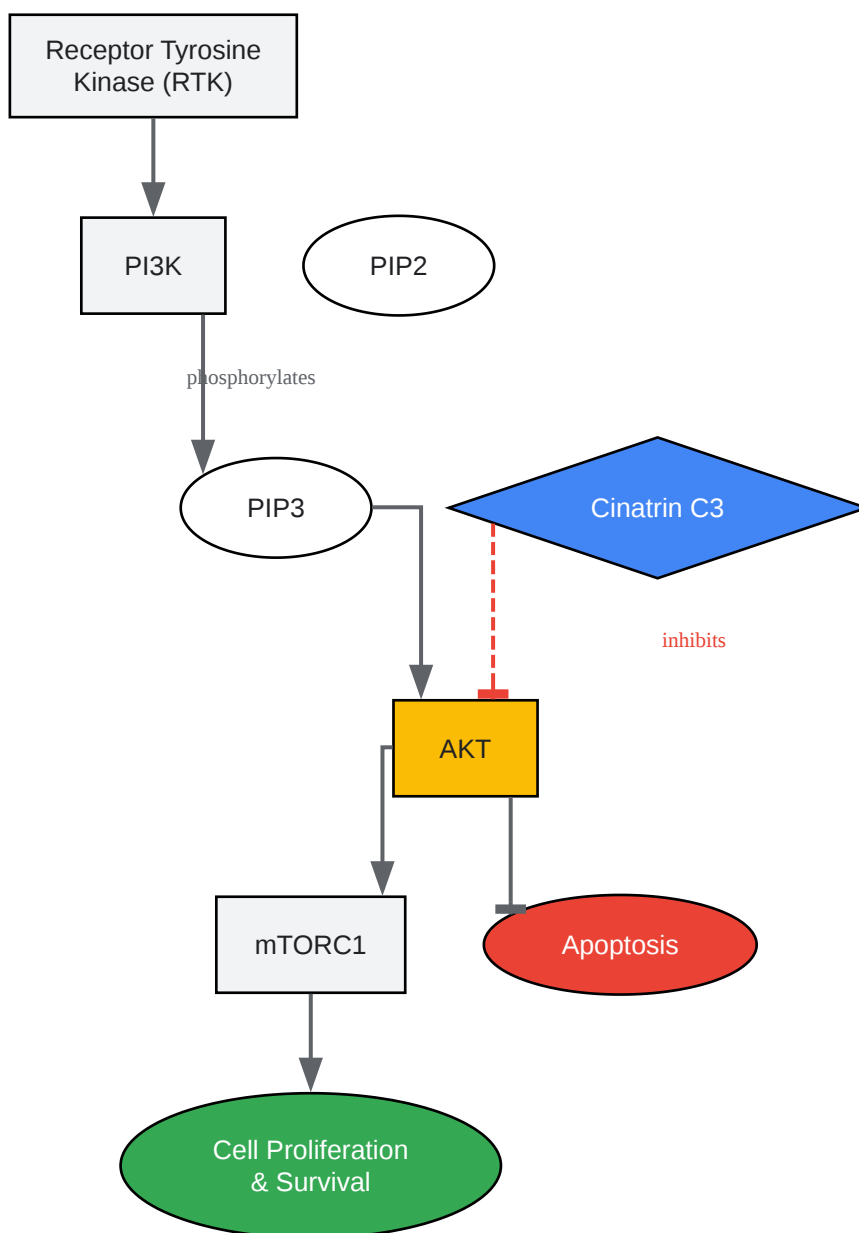 Receptor Tyrosine
Kinase (RTK)
PI3K
PIP2
phosphorylates
PIP3
Cinatrin C3
inhibits
AKT
mTORC1
Apoptosis
Cell Proliferation
& Survival